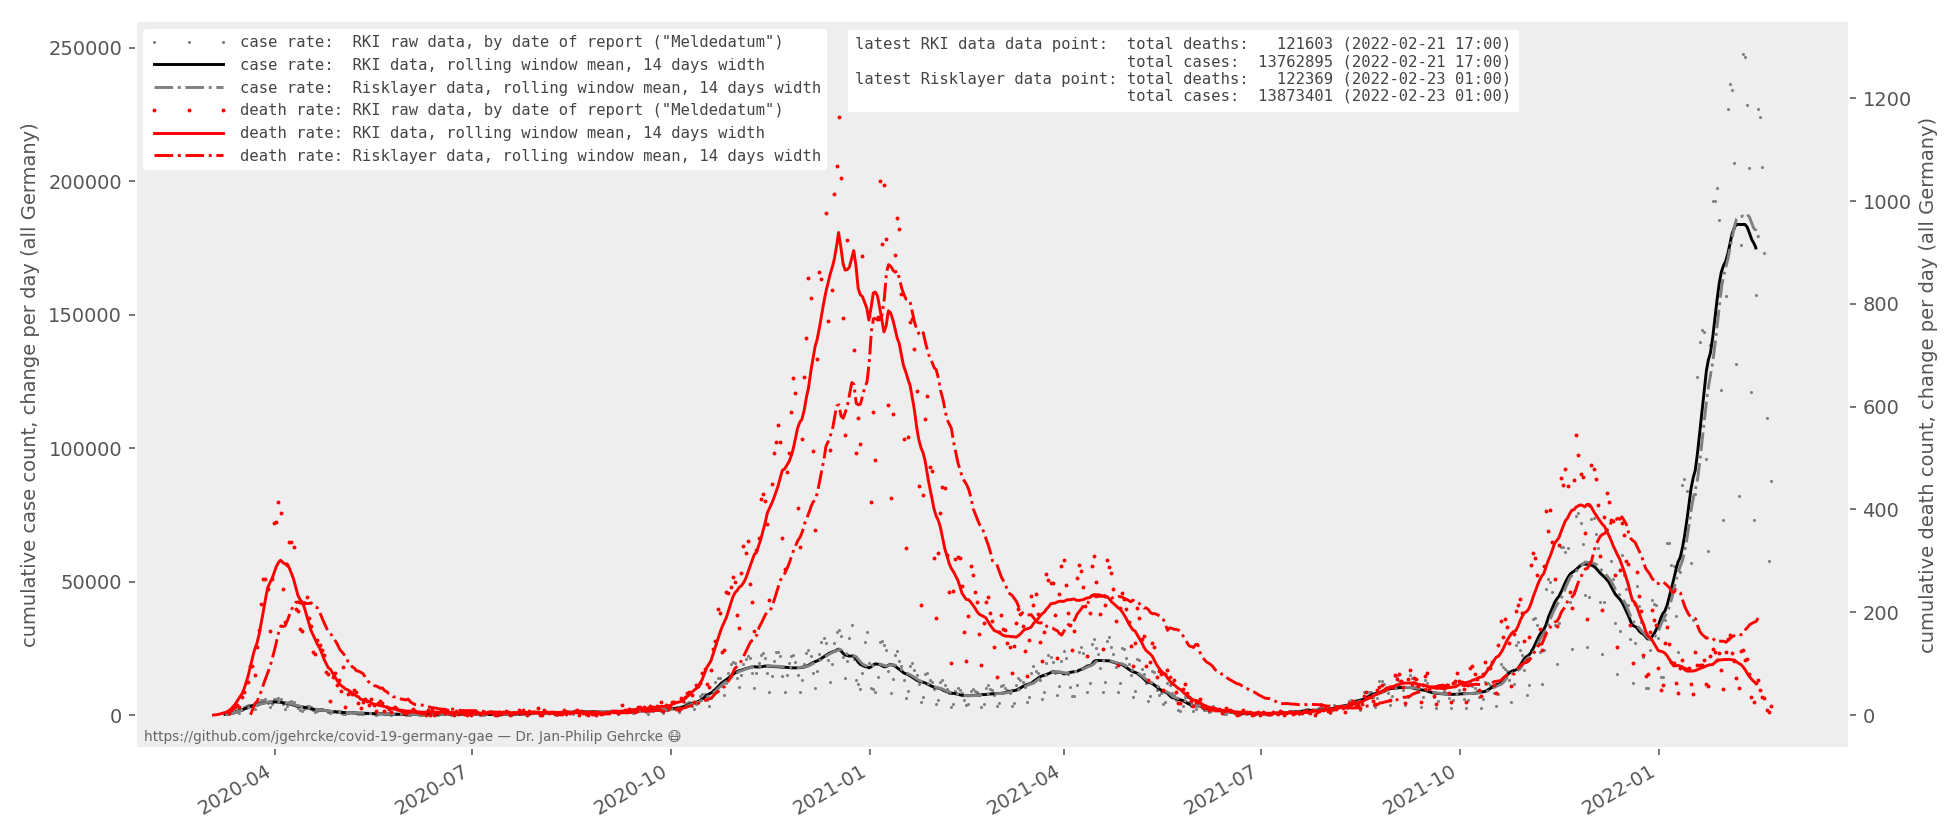 250000
200000
150000
100000
50000
0
cumulative case count, change per day (all Germany)
case rate:  RKI raw data, by date of report ("Meldedatum")
case rate:  RKI data, rolling window mean, 14 days width
case rate:  Risklayer data, rolling window mean, 14 days width
death rate: RKI raw data, by date of report ("Meldedatum")
death rate: RKI data, rolling window mean, 14 days width
death rate: Risklayer data, rolling window mean, 14 days width
latest RKI data data point:  total deaths:   121603 (2022-02-21 17:00)
total cases:  13762895 (2022-02-21 17:00)
latest Risklayer data point: total deaths:   122369 (2022-02-23 01:00)
total cases:  13873401 (2022-02-23 01:00)
1200
1000
800
600
400
200
0
cumulative death count, change per day (all Germany)
https://github.com/jgehrcke/covid-19-germany-gae — Dr. Jan-Philip Gehrcke 😷
2020-04
2020-07
2020-10
2021-01
2021-04
2021-07
2021-10
2022-01